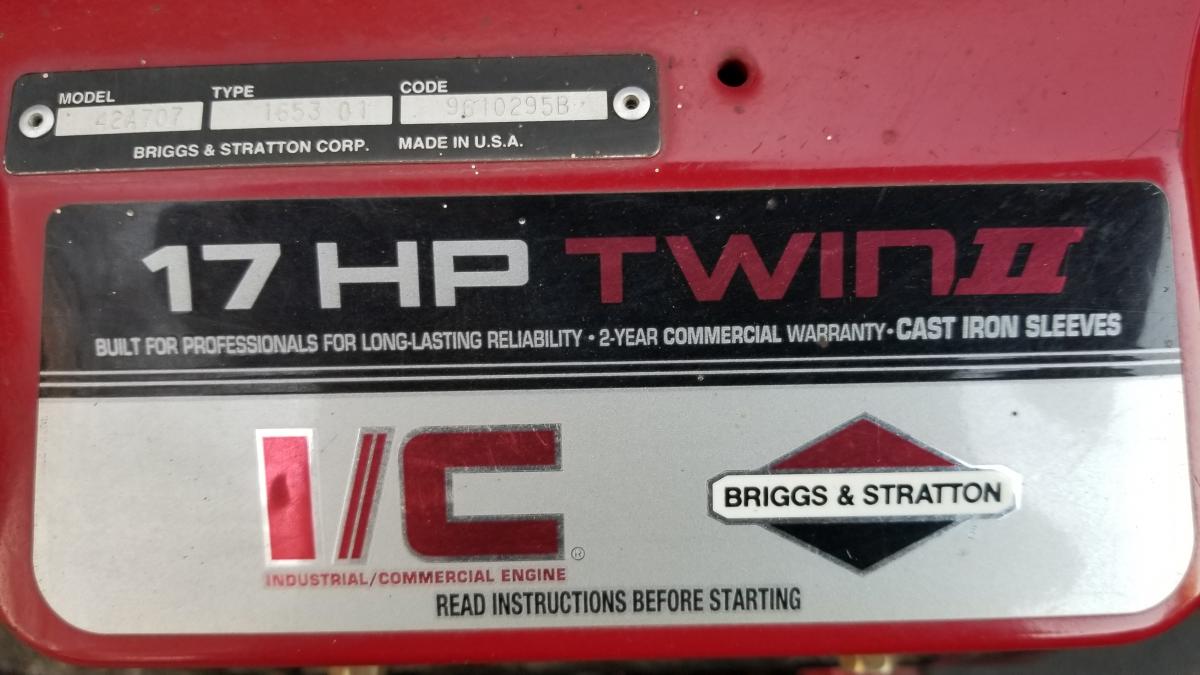 MODEL TYPE CODE
42A707 1653 01 9610295B
BRIGGS & STRATTON CORP. MADE IN U.S.A.
17 HP TWIN II
BUILT FOR PROFESSIONALS FOR LONG-LASTING RELIABILITY • 2-YEAR COMMERCIAL WARRANTY • CAST IRON SLEEVES
I/C ®
INDUSTRIAL/COMMERCIAL ENGINE
BRIGGS & STRATTON
READ INSTRUCTIONS BEFORE STARTING